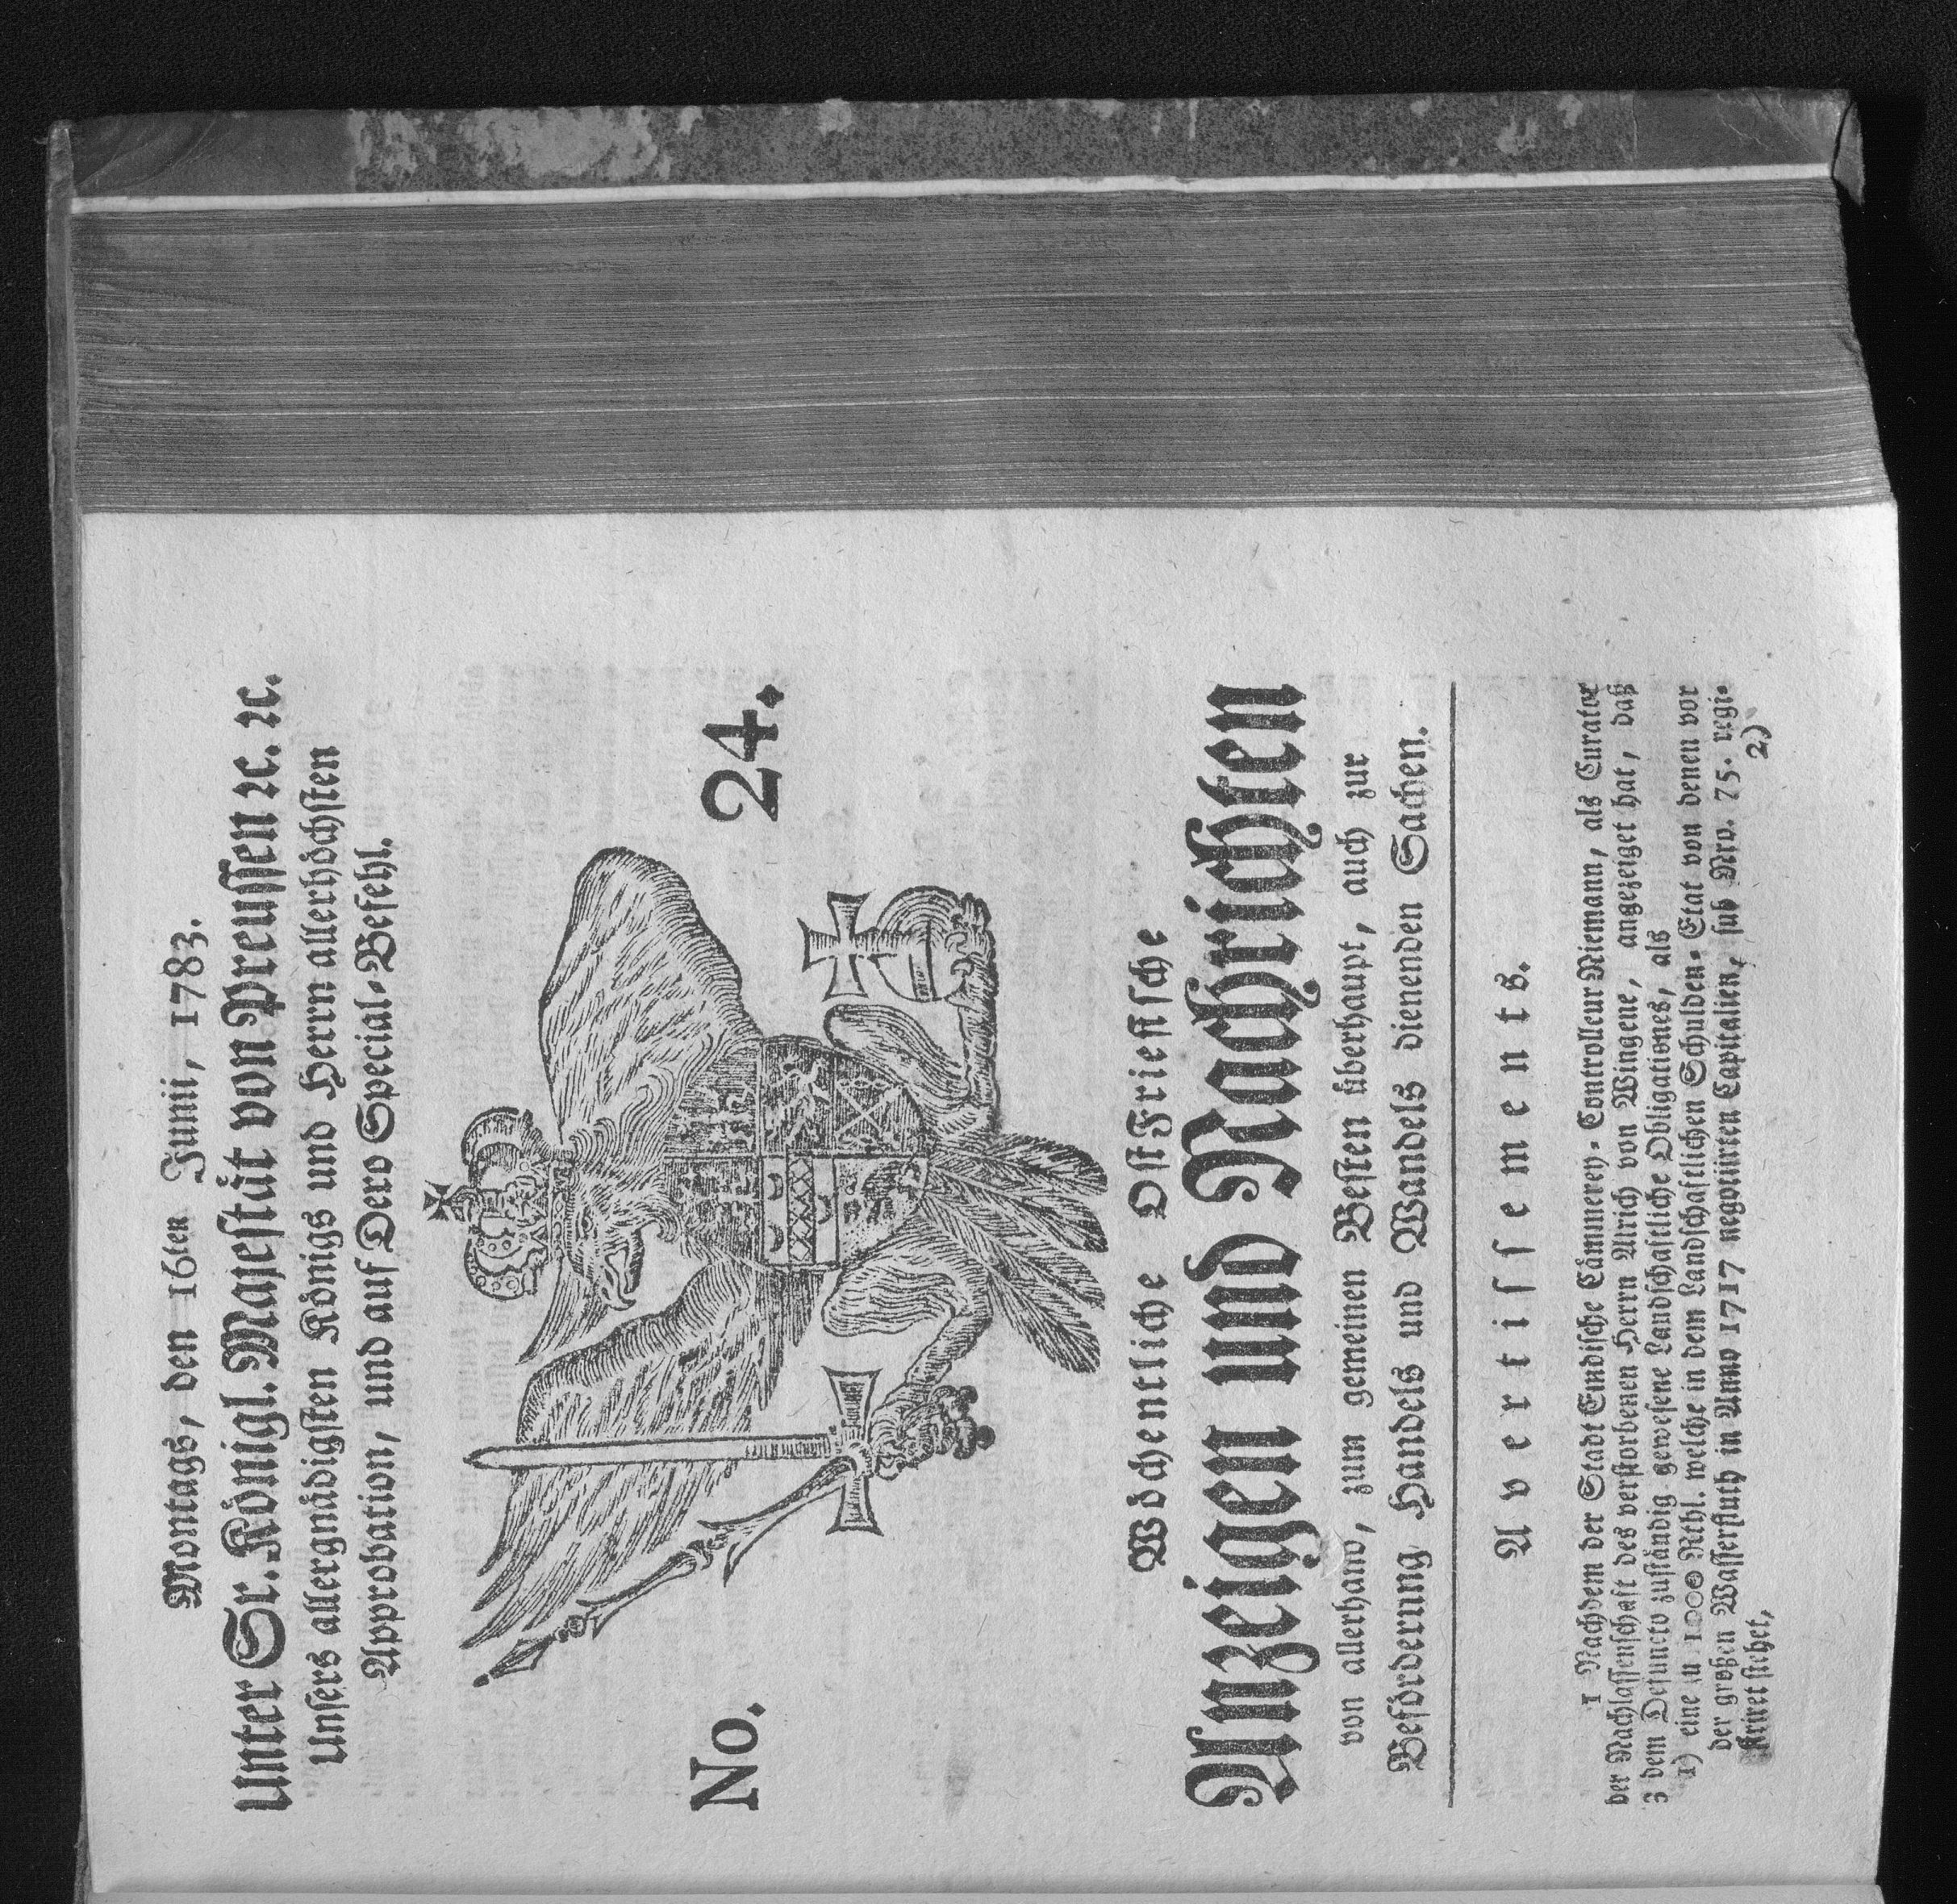 Montags, den 16ten Junii, 1783.
Unter Sr. Königl. Majestät von Preussen ꝛc. ꝛc.
Unsers allergnädigsten Königs und Herrn allerhöchsten
Approbation, und auf Dero Special-Befehl.
No. 24.
Wöchentliche Ostfriesische
Anzeigen und Nachrichten
von allerhand, zum gemeinen Besten überhaupt, auch zur
Beförderung Handels und Wandels dienenden Sachen.
Avertissements.
1 Nachdem der Stadt Emdische Cämmerey-Controlleur Niemann, als Curator
der Nachlassenschaft des verstorbenen Herrn Ulrich von Wingene, angezeiget hat, daß
3 dem Defuncto zuständig gewesene Landschaftliche Obligationes, als
1) eine zu 1000 Rthl. welche in dem Landschaftlichen Schulden-Etat von denen vor
der großen Wasserfluth in Anno 1717 negotiirten Capitalien, sub Nro. 75. regi-
striret stehet,
2)